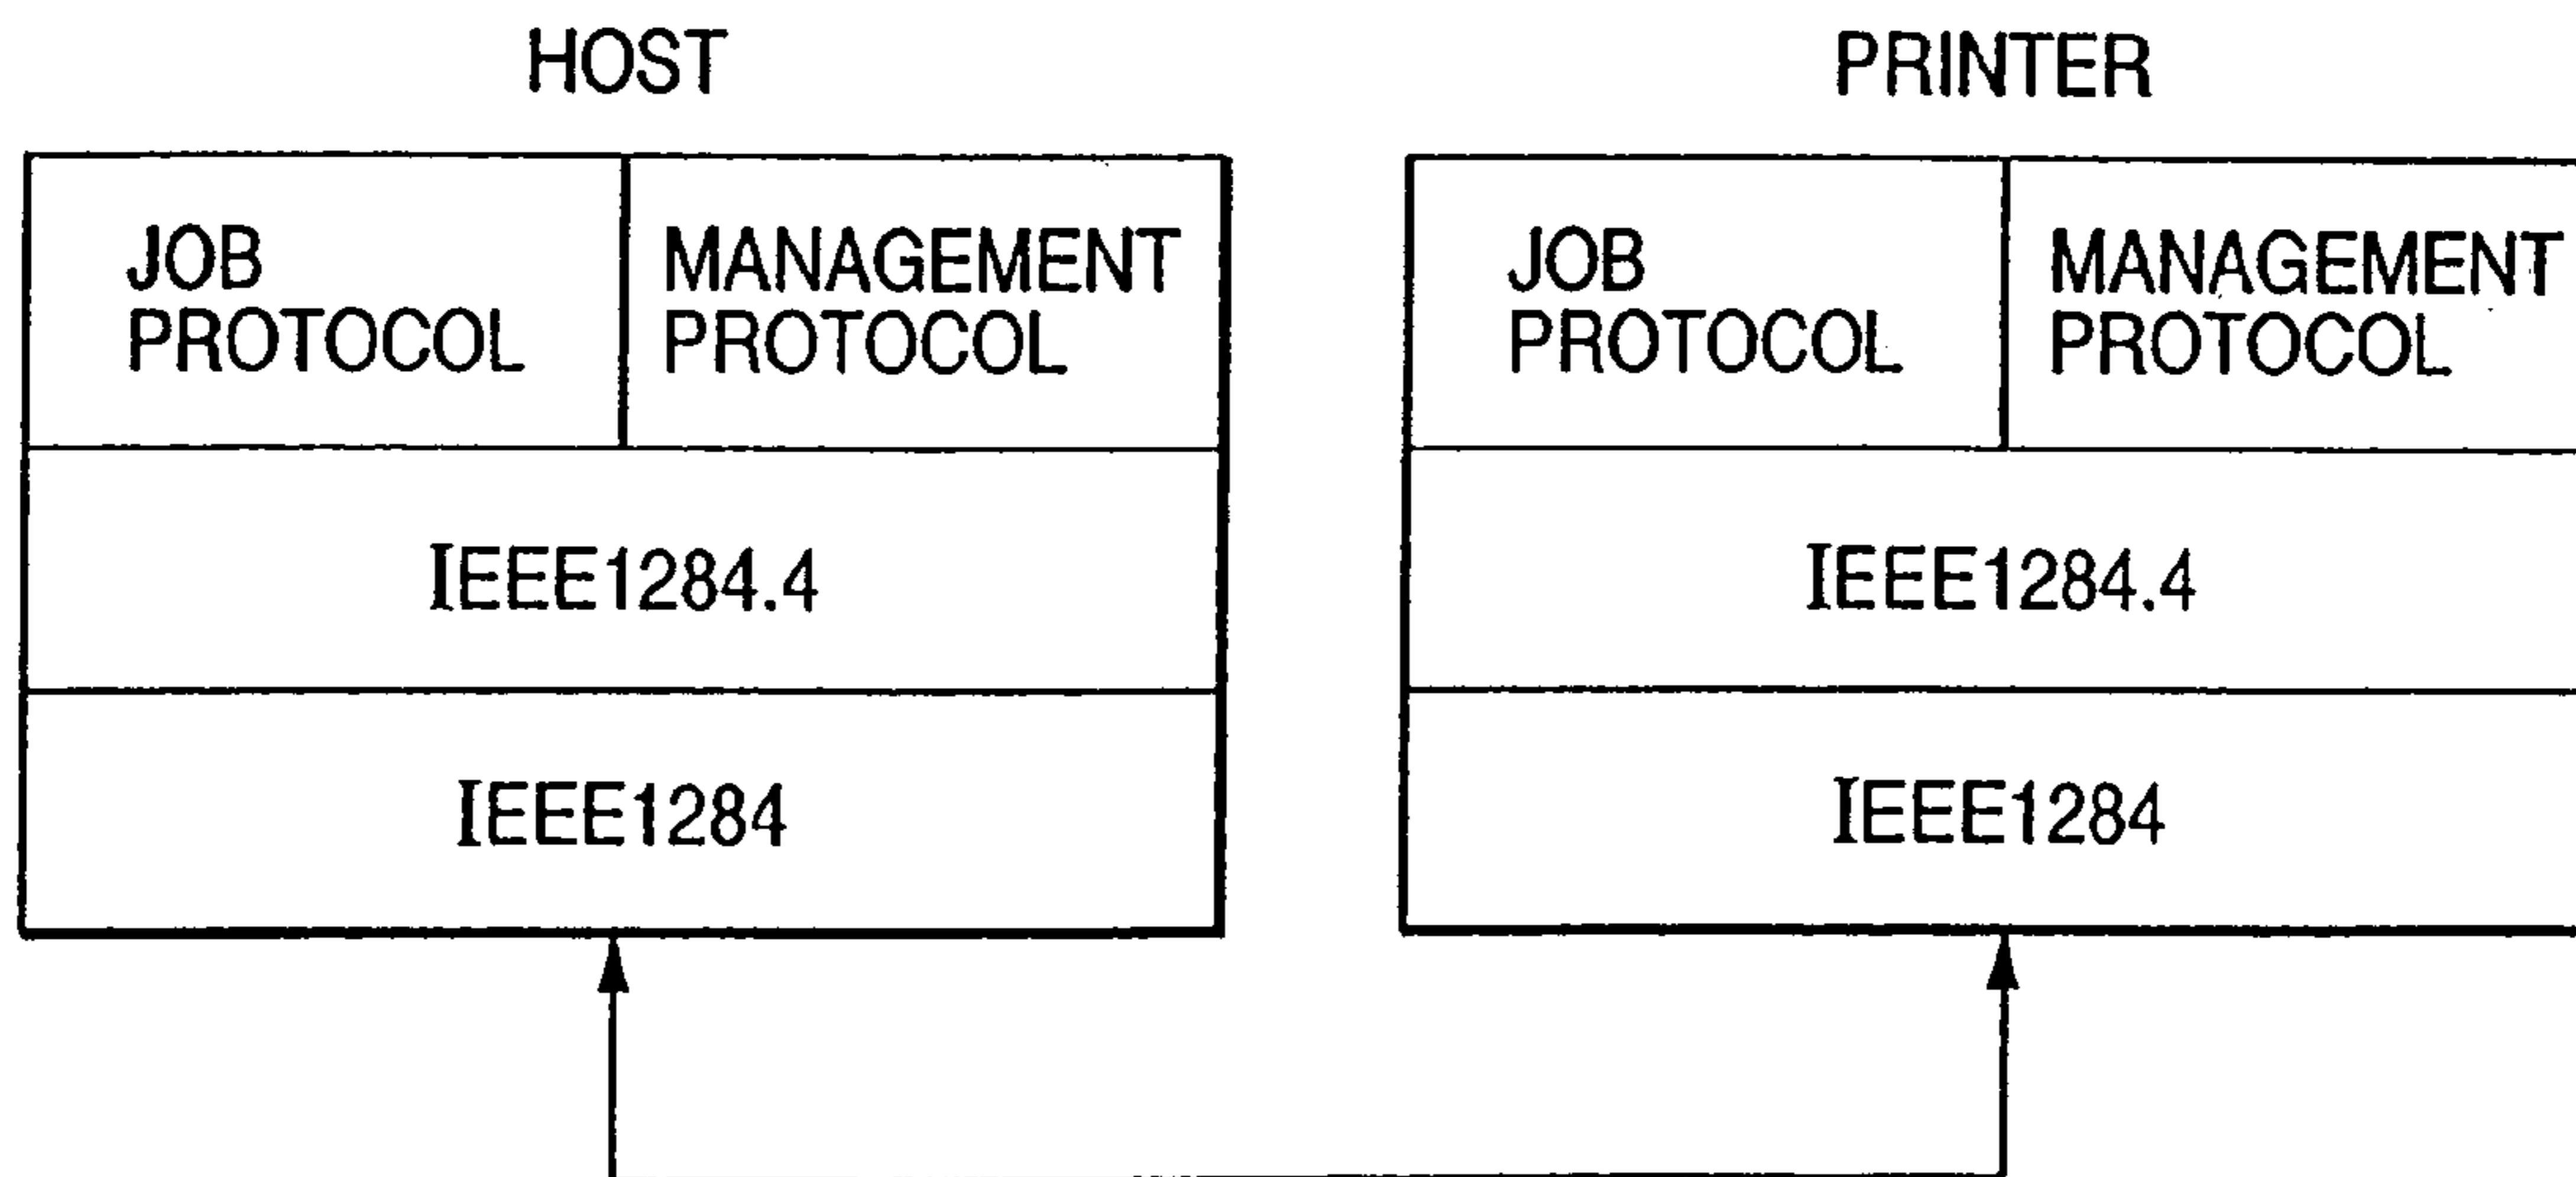 HOST
JOB
PROTOCOL
MANAGEMENT
PROTOCOL
IEEE1284.4
IEEE1284
PRINTER
JOB
PROTOCOL
MANAGEMENT
PROTOCOL
IEEE1284.4
IEEE1284